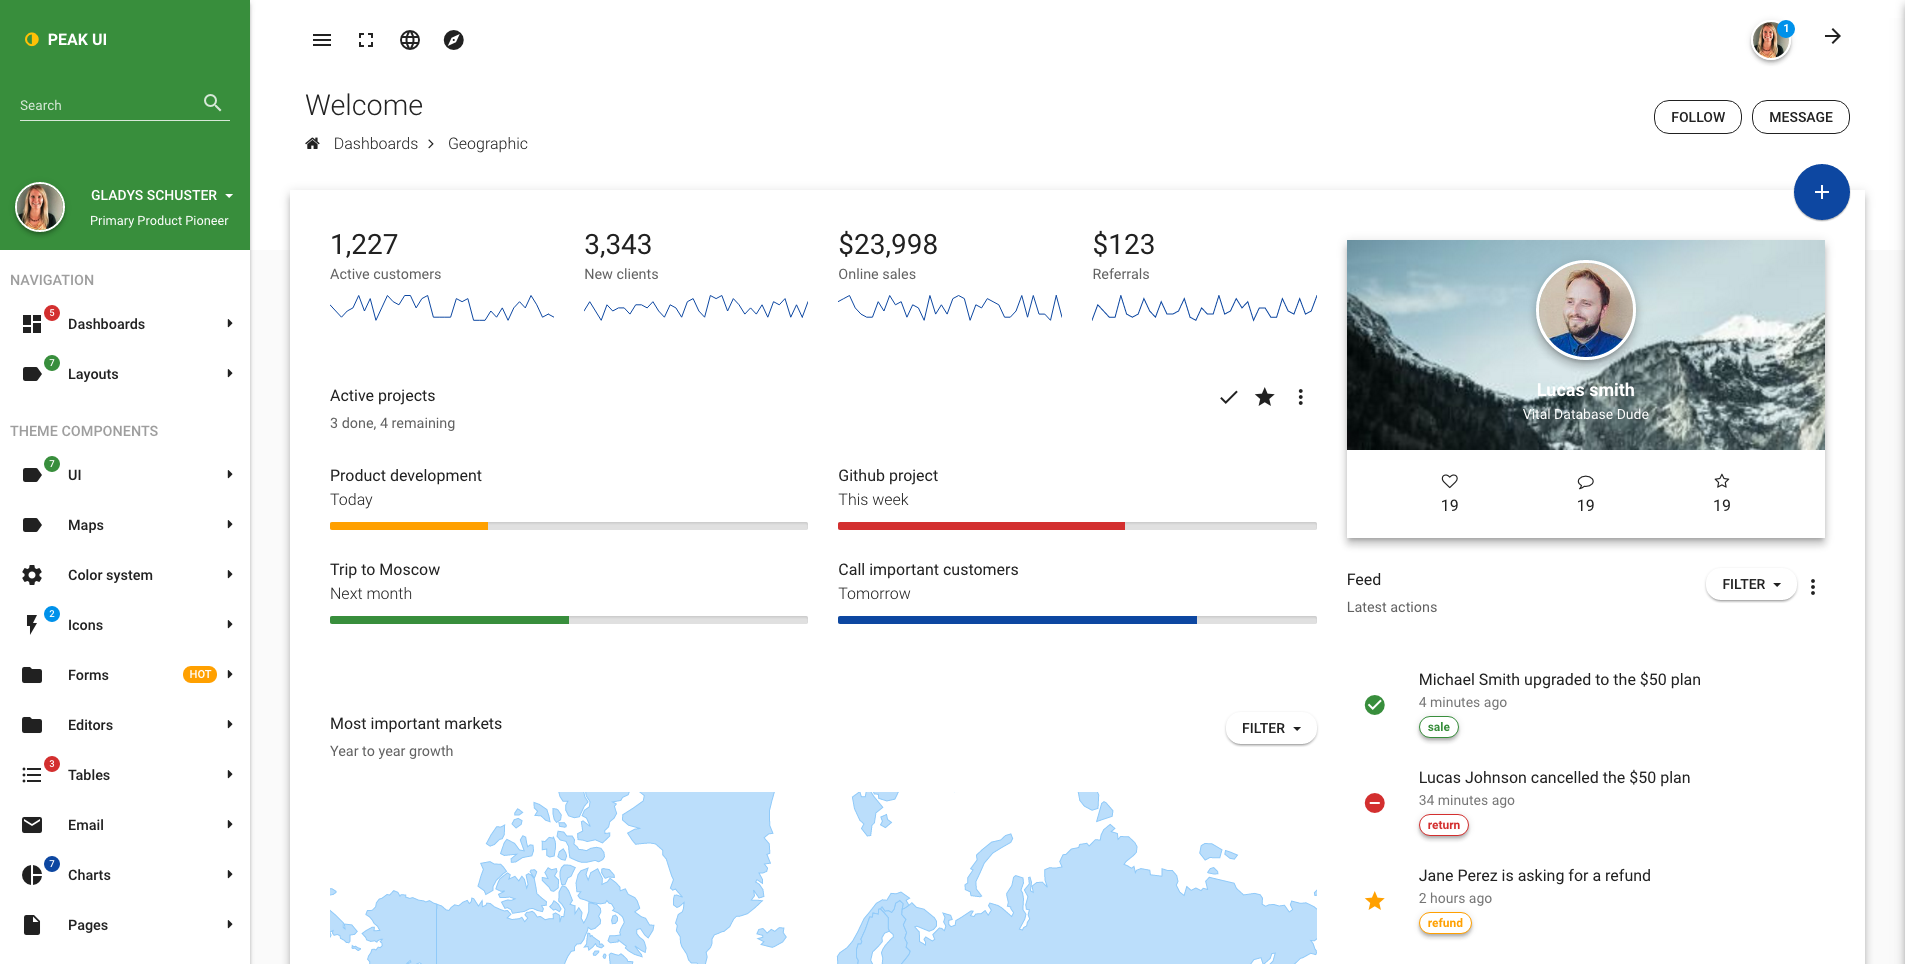 PEAK UI
Search
GLADYS SCHUSTER
Primary Product Pioneer
NAVIGATION
5
Dashboards
7
Layouts
THEME COMPONENTS
7
UI
Maps
Color system
2
Icons
Forms
HOT
Editors
3
Tables
Email
7
Charts
Pages
1
Welcome
Dashboards
Geographic
FOLLOW
MESSAGE
1,227
Active customers
3,343
New clients
$23,998
Online sales
$123
Referrals
Active projects
3 done, 4 remaining
Product development
Today
Github project
This week
Trip to Moscow
Next month
Call important customers
Tomorrow
Most important markets
Year to year growth
FILTER
Lucas smith
Vital Database Dude
19
19
19
Feed
Latest actions
FILTER
Michael Smith upgraded to the $50 plan
4 minutes ago
sale
Lucas Johnson cancelled the $50 plan
34 minutes ago
return
Jane Perez is asking for a refund
2 hours ago
refund